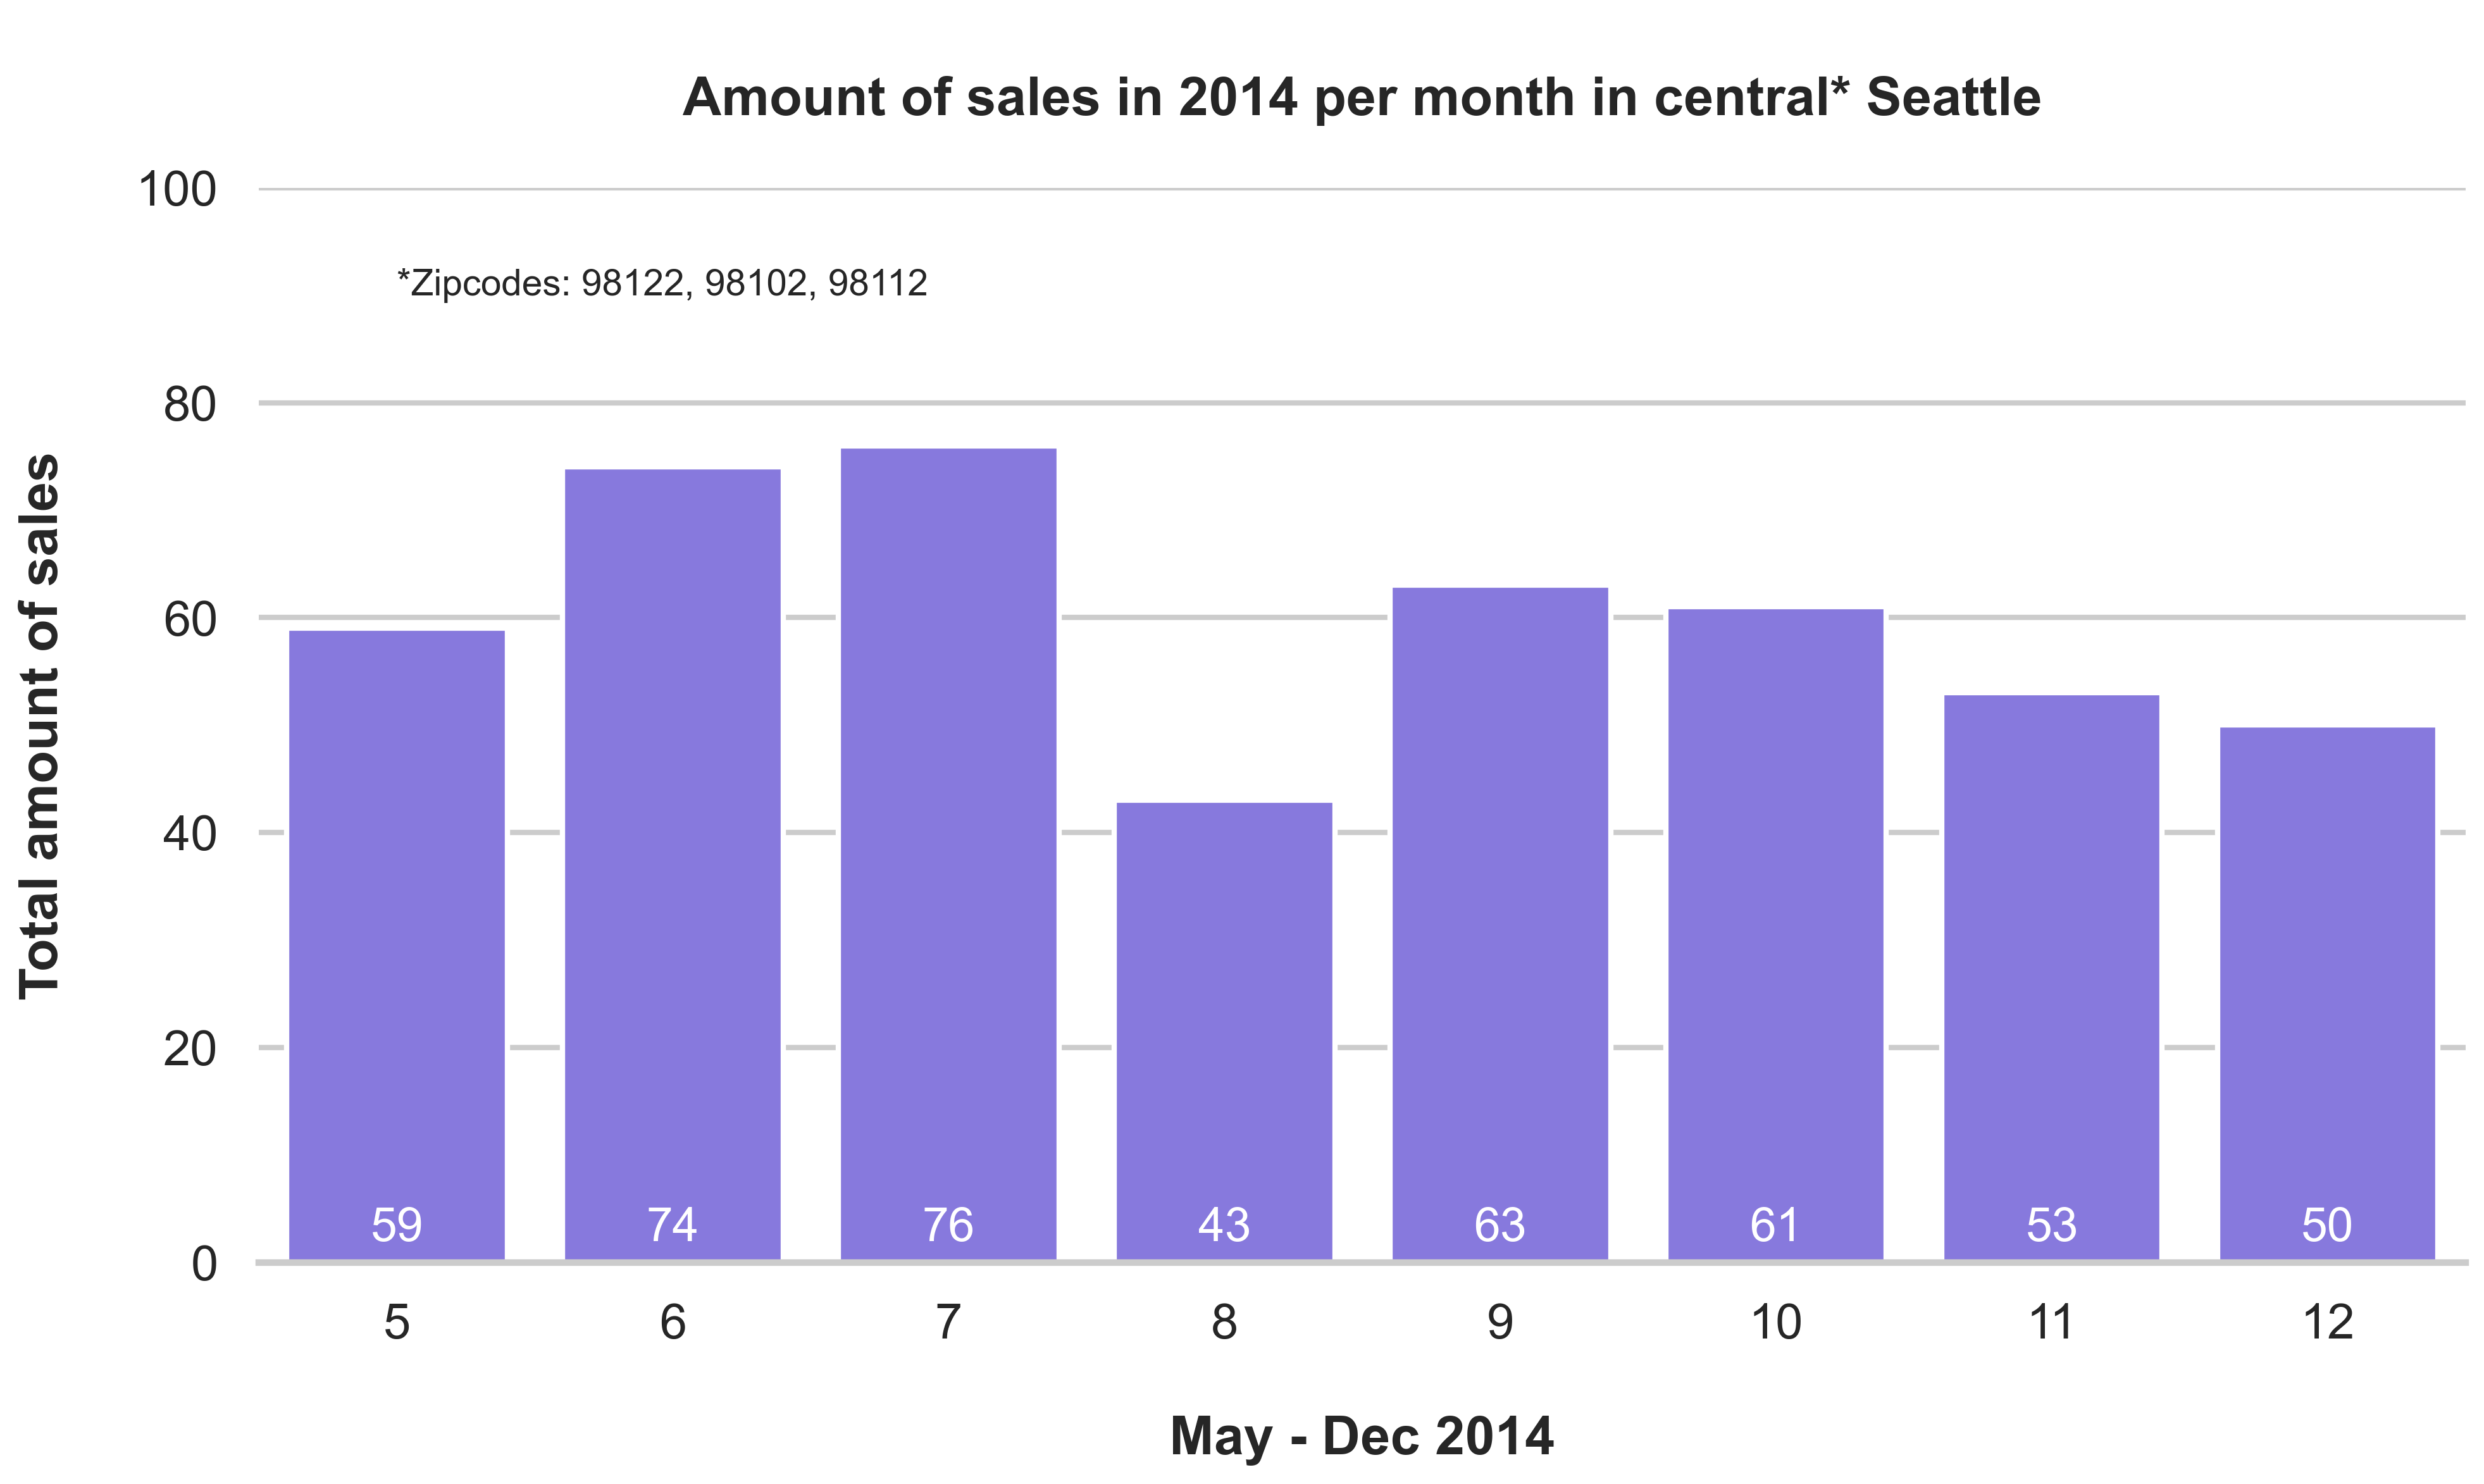 Amount of sales in 2014 per month in central* Seattle
100
*Zipcodes: 98122, 98102, 98112
80
60
40
20
0
Total amount of sales
59 74 76 43 63 61 53 50
5 6 7 8 9 10 11 12
May - Dec 2014